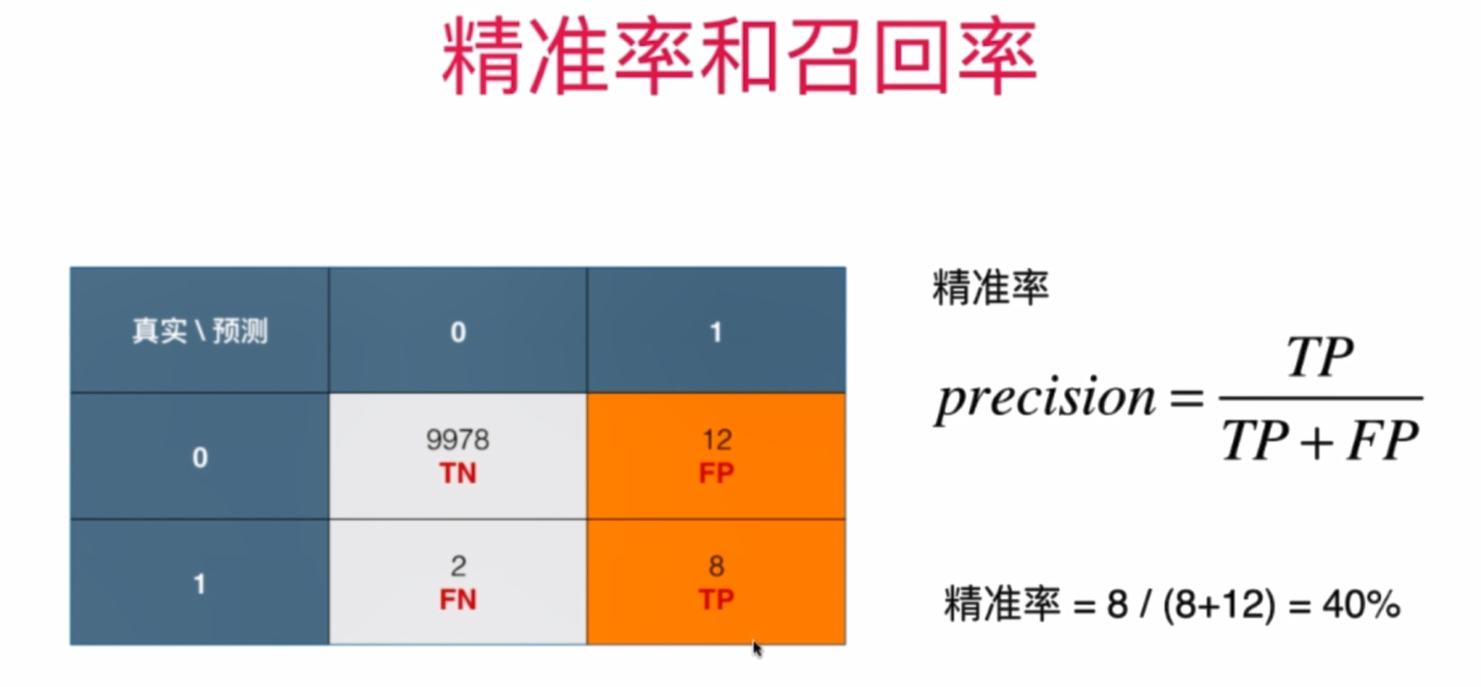 精准率和召回率
真实 \ 预测 0 1
0 9978 TN 12 FP
1 2 FN 8 TP
精准率
precision = TP / TP + FP
精准率 = 8 / (8+12) = 40%